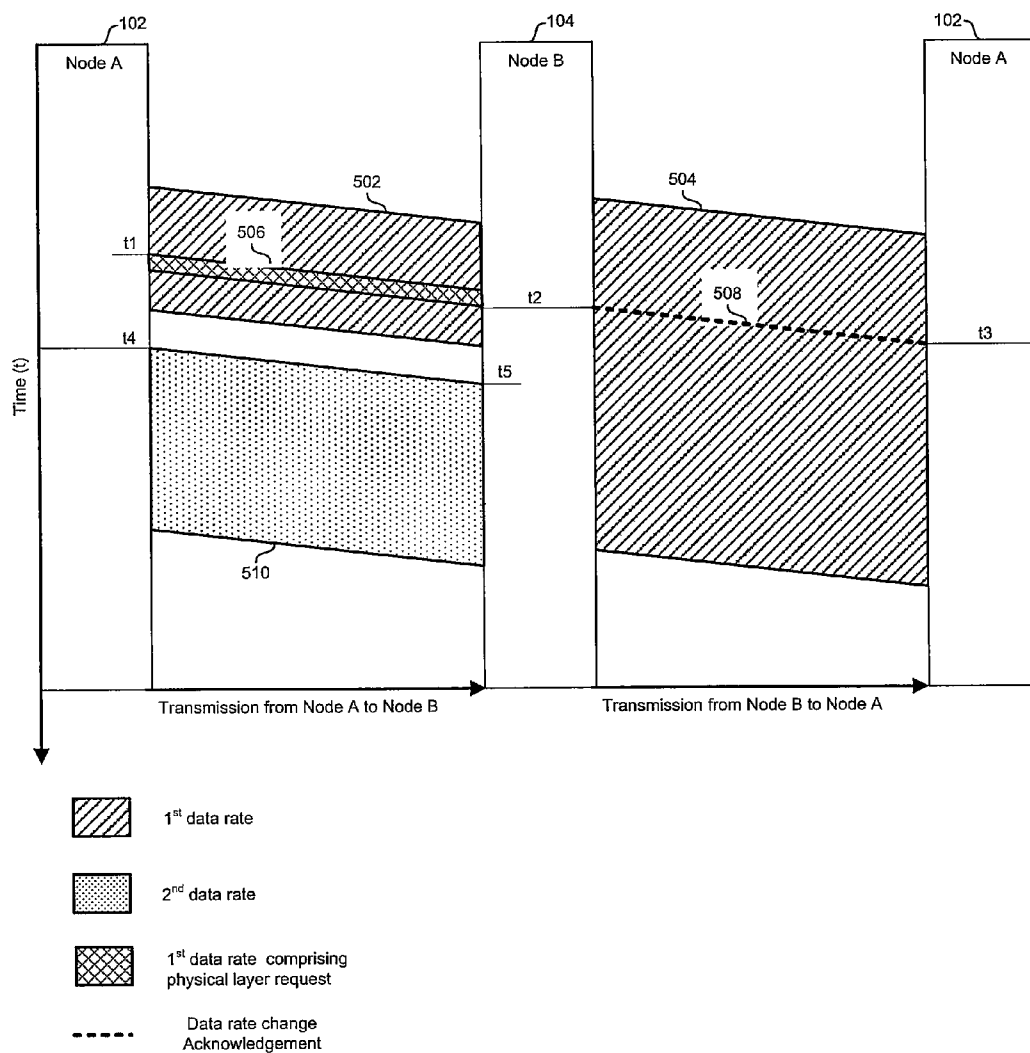 102
104
102
Node A
Node B
Node A
502
504
506
t1
t2
508
t3
t4
t5
Time (t)
510
Transmission from Node A to Node B
Transmission from Node B to Node A
1st data rate
2nd data rate
1st data rate comprising
physical layer request
Data rate change
Acknowledgement